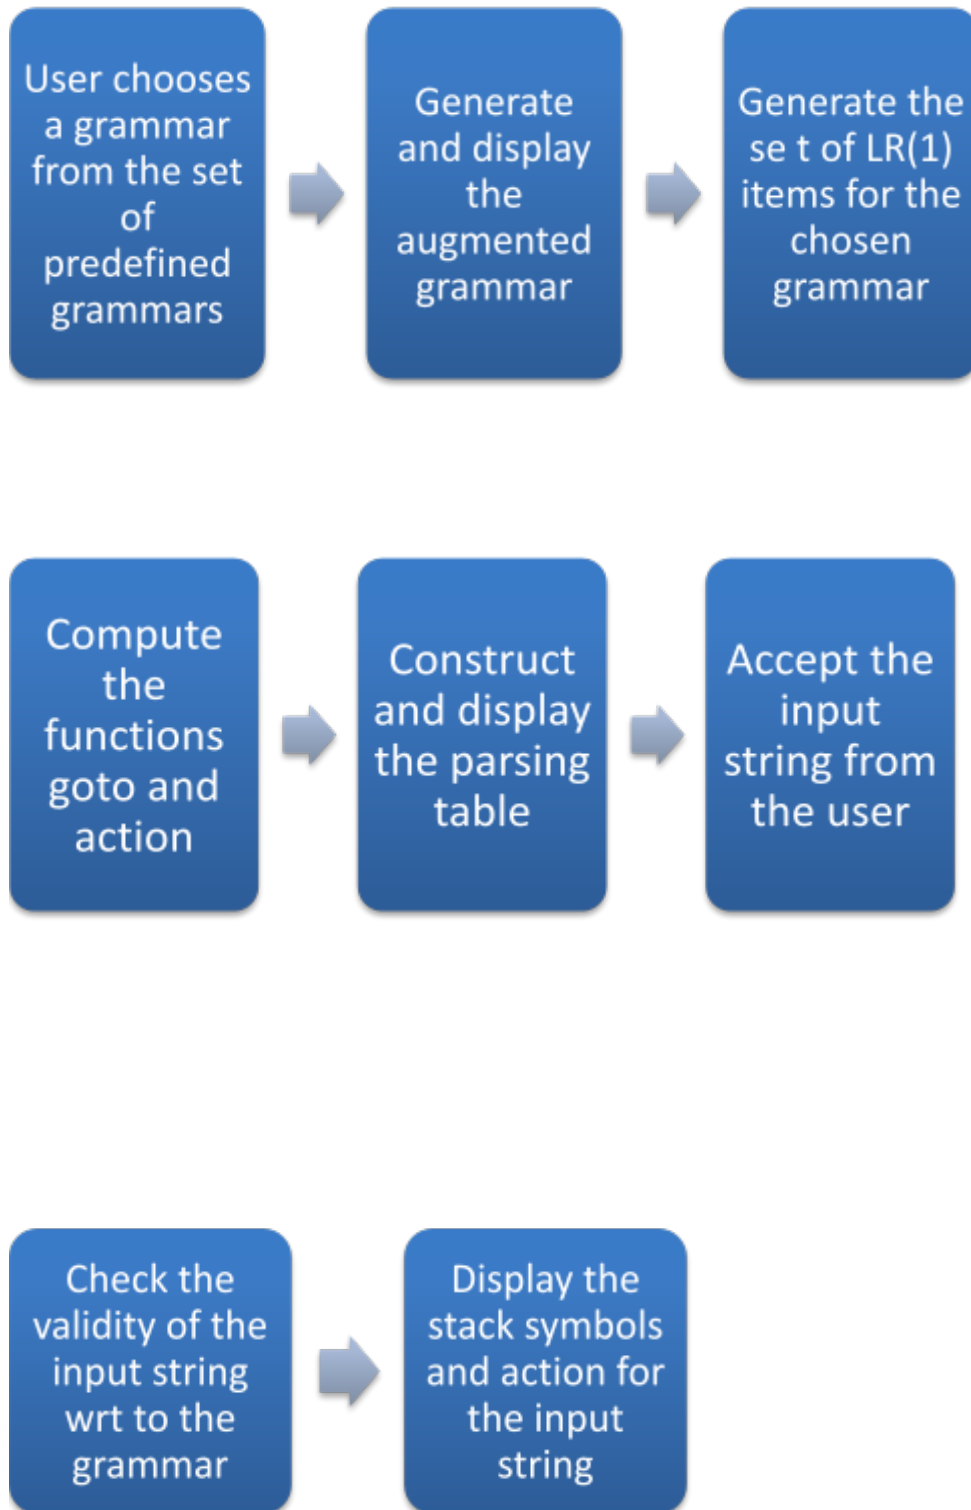 User chooses
a grammar
from the set
of
predefined
grammars
Generate
and display
the
augmented
grammar
Generate the
se t of LR(1)
items for the
chosen
grammar
Compute
the
functions
goto and
action
Construct
and display
the parsing
table
Accept the
input
string from
the user
Check the
validity of the
input string
wrt to the
grammar
Display the
stack symbols
and action for
the input
string